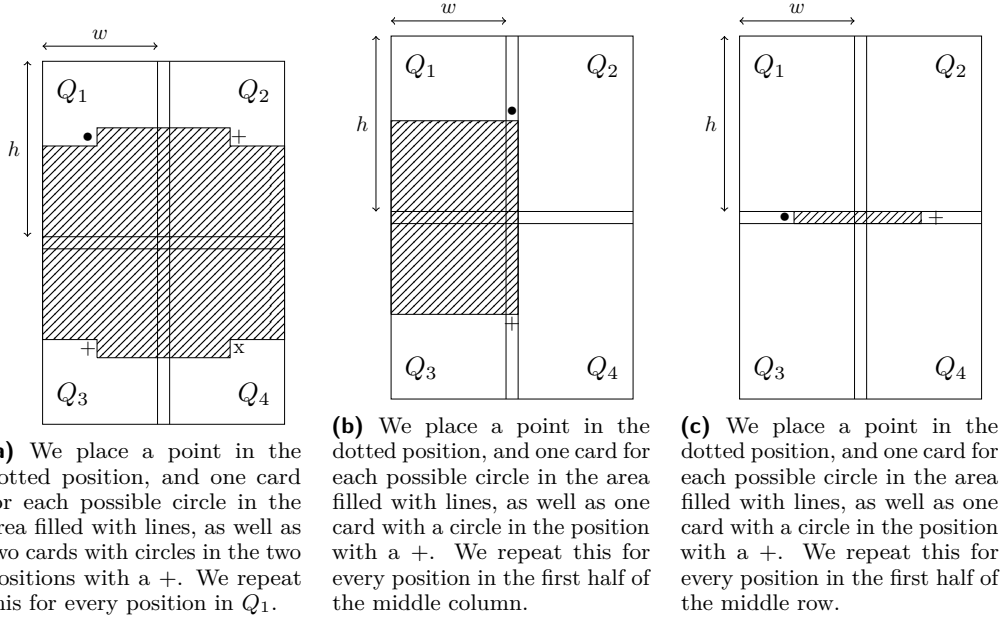 w
h
Q₁ Q₂
• +
+ x
Q₃ Q₄
a) We place a point in the
otted position, and one card
or each possible circle in the
rea filled with lines, as well as
wo cards with circles in the two
ositions with a +. We repeat
his for every position in Q₁.
w
h
Q₁ Q₂
•
+
Q₃ Q₄
(b) We place a point in the
dotted position, and one card for
each possible circle in the area
filled with lines, as well as one
card with a circle in the position
with a +. We repeat this for
every position in the first half of
the middle column.
w
h
Q₁ Q₂
• +
Q₃ Q₄
(c) We place a point in the
dotted position, and one card for
each possible circle in the area
filled with lines, as well as one
card with a circle in the position
with a +. We repeat this for
every position in the first half of
the middle row.